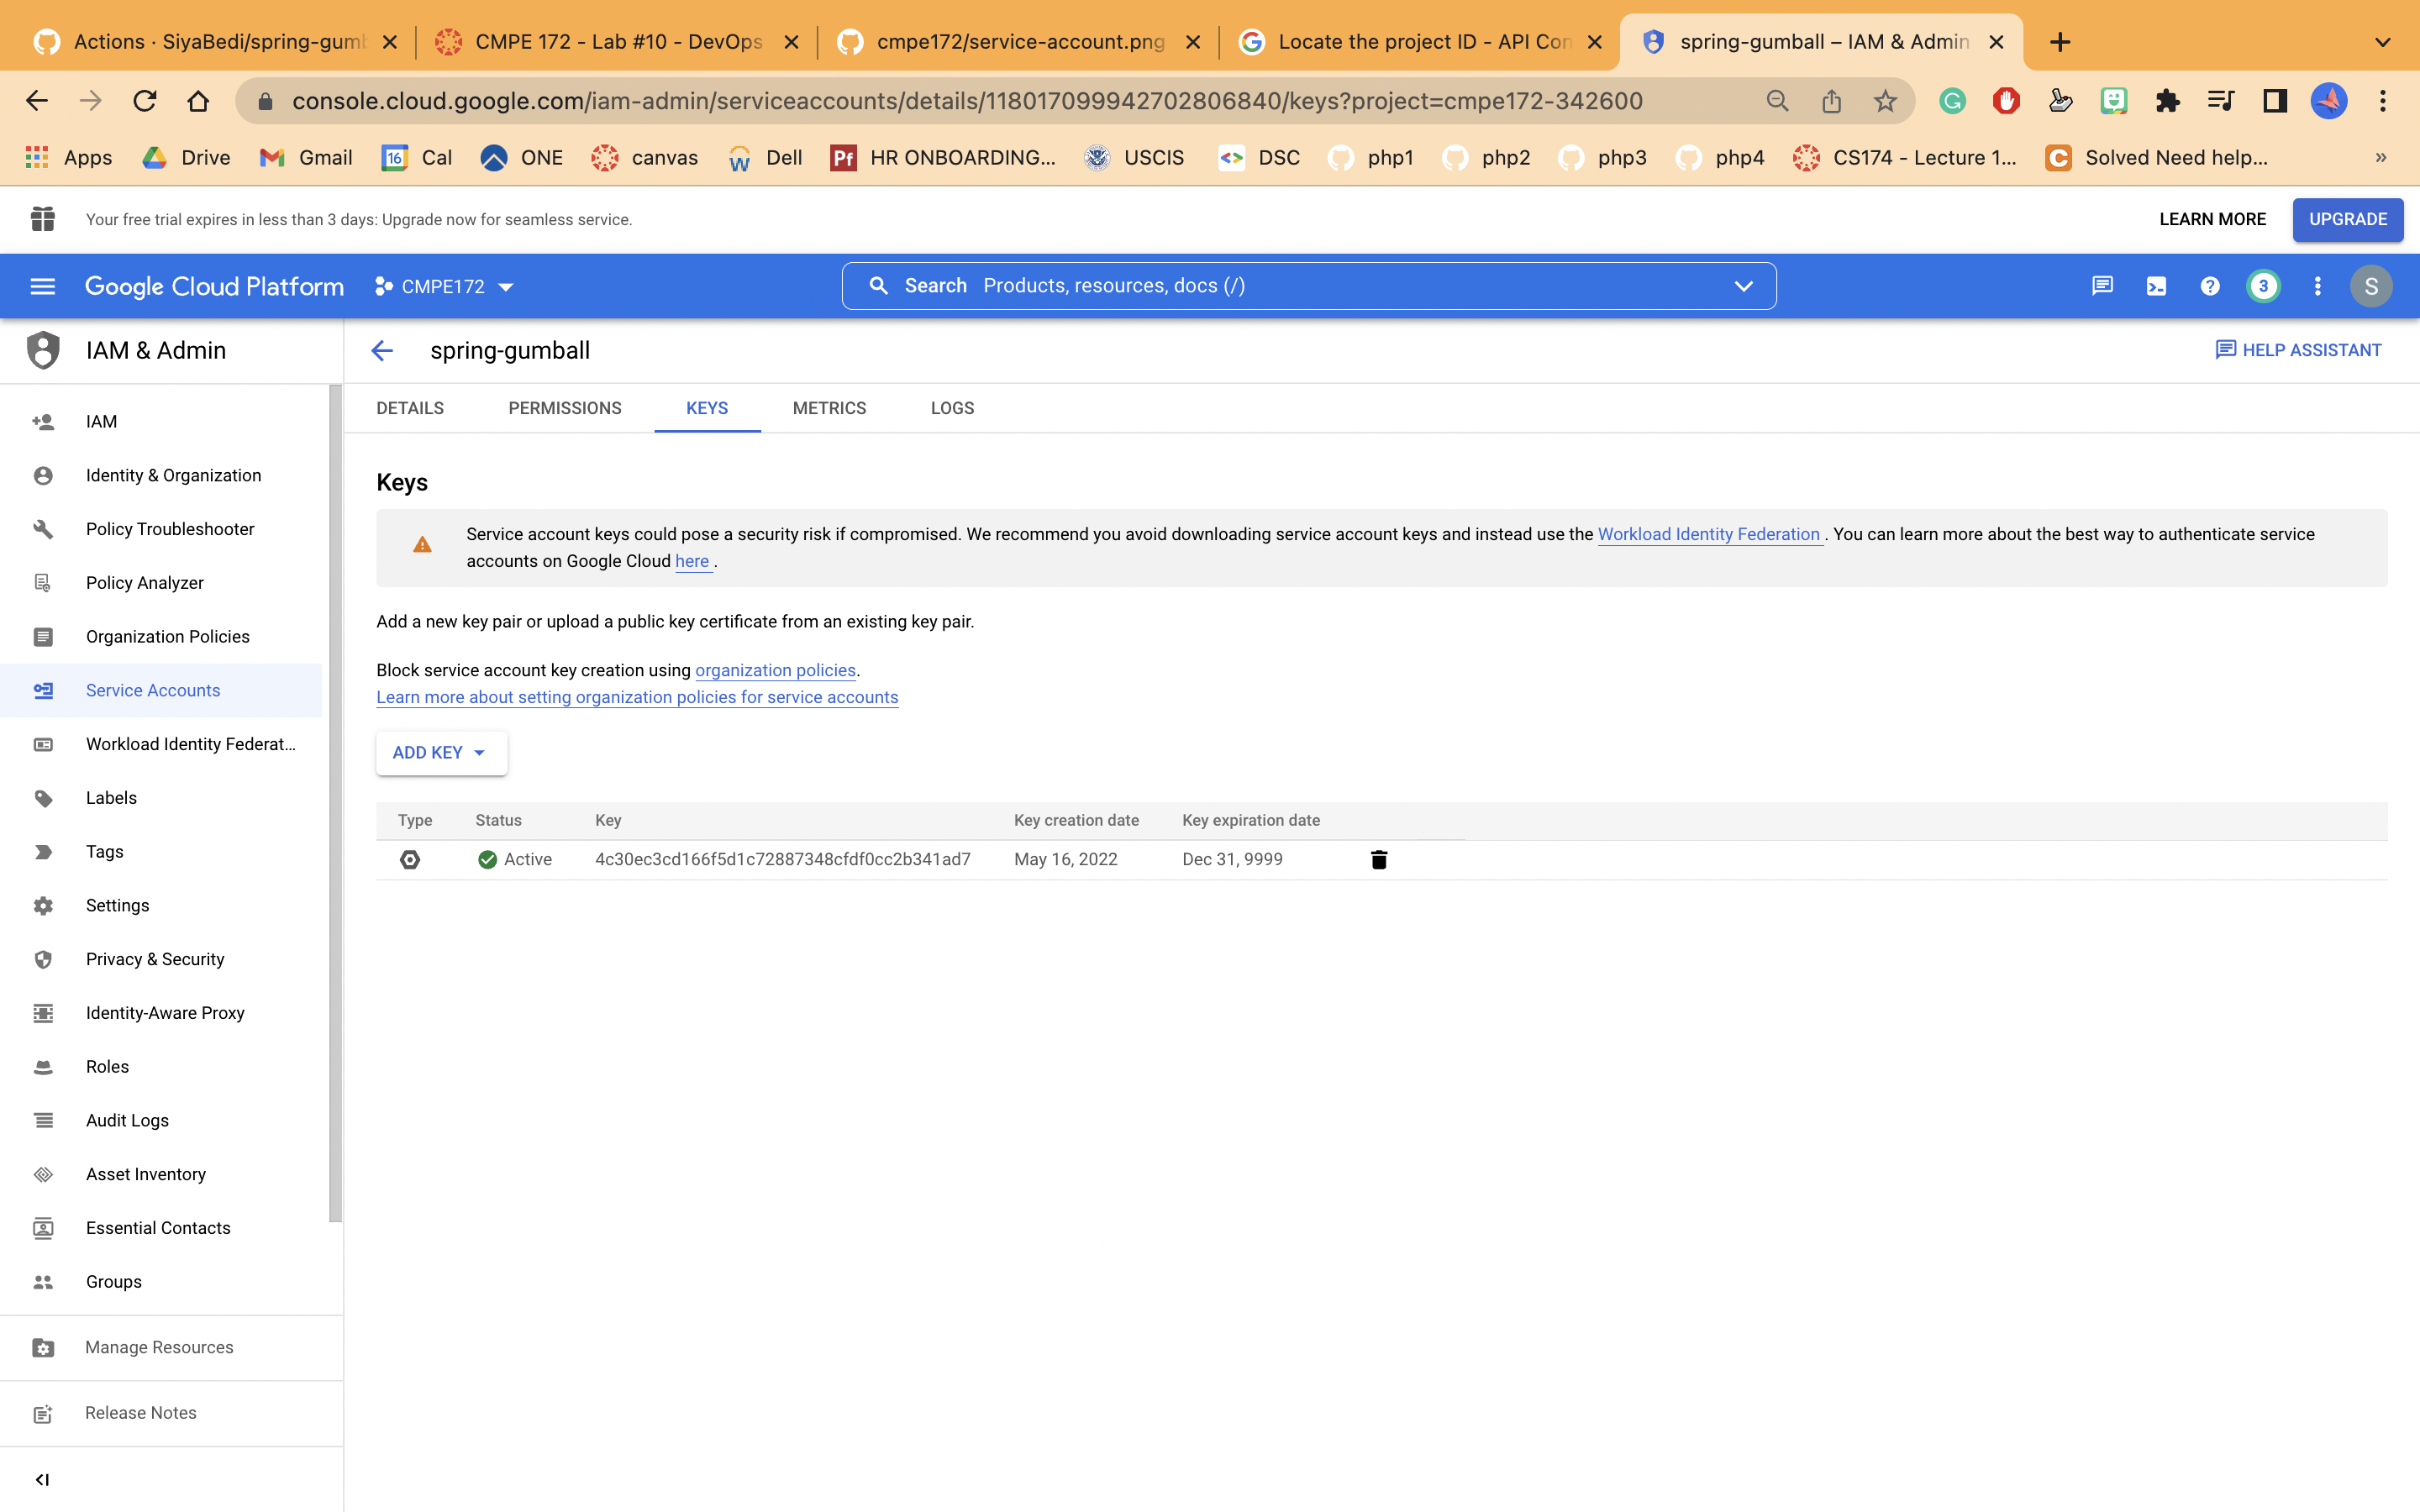 Actions · SiyaBedi/spring-gumb
CMPE 172 - Lab #10 - DevOps
cmpe172/service-account.png
Locate the project ID - API Con
spring-gumball – IAM & Admin
console.cloud.google.com/iam-admin/serviceaccounts/details/118017099942702806840/keys?project=cmpe172-342600
Apps
Drive
Gmail
16
Cal
ONE
canvas
Dell
Pf
HR ONBOARDING...
USCIS
DSC
php1
php2
php3
php4
CS174 - Lecture 1...
Solved Need help...
»
Your free trial expires in less than 3 days: Upgrade now for seamless service.
LEARN MORE
UPGRADE
Google Cloud Platform
CMPE172
Search Products, resources, docs (/)
3
S
IAM & Admin
spring-gumball
HELP ASSISTANT
DETAILS
PERMISSIONS
KEYS
METRICS
LOGS
IAM
Identity & Organization
Policy Troubleshooter
Policy Analyzer
Organization Policies
Service Accounts
Workload Identity Federat...
Labels
Tags
Settings
Privacy & Security
Identity-Aware Proxy
Roles
Audit Logs
Asset Inventory
Essential Contacts
Groups
Manage Resources
Release Notes
Keys
Service account keys could pose a security risk if compromised. We recommend you avoid downloading service account keys and instead use the Workload Identity Federation . You can learn more about the best way to authenticate service
accounts on Google Cloud here .
Add a new key pair or upload a public key certificate from an existing key pair.
Block service account key creation using organization policies.
Learn more about setting organization policies for service accounts
ADD KEY
Type Status Key Key creation date Key expiration date
Active 4c30ec3cd166f5d1c72887348cfdf0cc2b341ad7 May 16, 2022 Dec 31, 9999